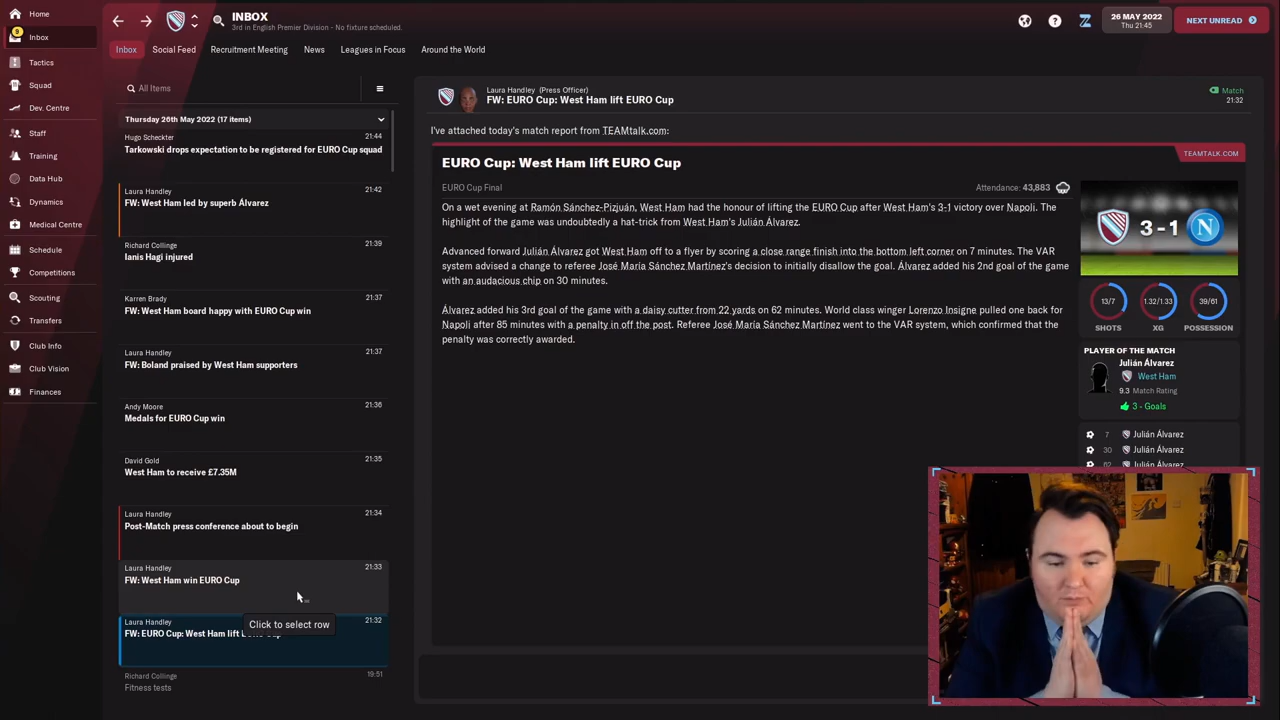 INBOX
3rd in English Premier Division - No fixture scheduled.
26 MAY 2022
Thu 21:45
NEXT UNREAD
Home
9
Inbox
Tactics
Squad
Dev. Centre
Staff
Training
Data Hub
Dynamics
Medical Centre
Schedule
Competitions
Scouting
Transfers
Club Info
Club Vision
Finances
Inbox
Social Feed
Recruitment Meeting
News
Leagues in Focus
Around the World
All Items
Thursday 26th May 2022 (17 items)
Hugo Scheckter 21:44
Tarkowski drops expectation to be registered for EURO Cup squad
Laura Handley 21:42
FW: West Ham led by superb Álvarez
Richard Collinge 21:39
Ianis Hagi injured
Karren Brady 21:37
FW: West Ham board happy with EURO Cup win
Laura Handley 21:37
FW: Boland praised by West Ham supporters
Andy Moore 21:36
Medals for EURO Cup win
David Gold 21:35
West Ham to receive £7.35M
Laura Handley 21:34
Post-Match press conference about to begin
Laura Handley 21:33
FW: West Ham win EURO Cup
Click to select row
Laura Handley 21:32
FW: EURO Cup: West Ham lift
Richard Collinge 19:51
Fitness tests
Laura Handley (Press Officer)
FW: EURO Cup: West Ham lift EURO Cup
Match
21:32
I've attached today's match report from TEAMtalk.com:
TEAMTALK.COM
EURO Cup: West Ham lift EURO Cup
EURO Cup Final
Attendance: 43,883
On a wet evening at Ramón Sánchez-Pizjuán, West Ham had the honour of lifting the EURO Cup after West Ham's 3-1 victory over Napoli. The
highlight of the game was undoubtedly a hat-trick from West Ham's Julián Álvarez.
Advanced forward Julián Álvarez got West Ham off to a flyer by scoring a close range finish into the bottom left corner on 7 minutes. The VAR
system advised a change to referee José María Sánchez Martínez's decision to initially disallow the goal. Álvarez added his 2nd goal of the game
with an audacious chip on 30 minutes.
Álvarez added his 3rd goal of the game with a daisy cutter from 22 yards on 62 minutes. World class winger Lorenzo Insigne pulled one back for
Napoli after 85 minutes with a penalty in off the post. Referee José María Sánchez Martínez went to the VAR system, which confirmed that the
penalty was correctly awarded.
3 - 1
N
13/7
1.32/1.33
39/61
SHOTS
XG
POSSESSION
PLAYER OF THE MATCH
Julián Álvarez
West Ham
9.3 Match Rating
3 - Goals
7 Julián Álvarez
30 Julián Álvarez
62 Julián Álvarez